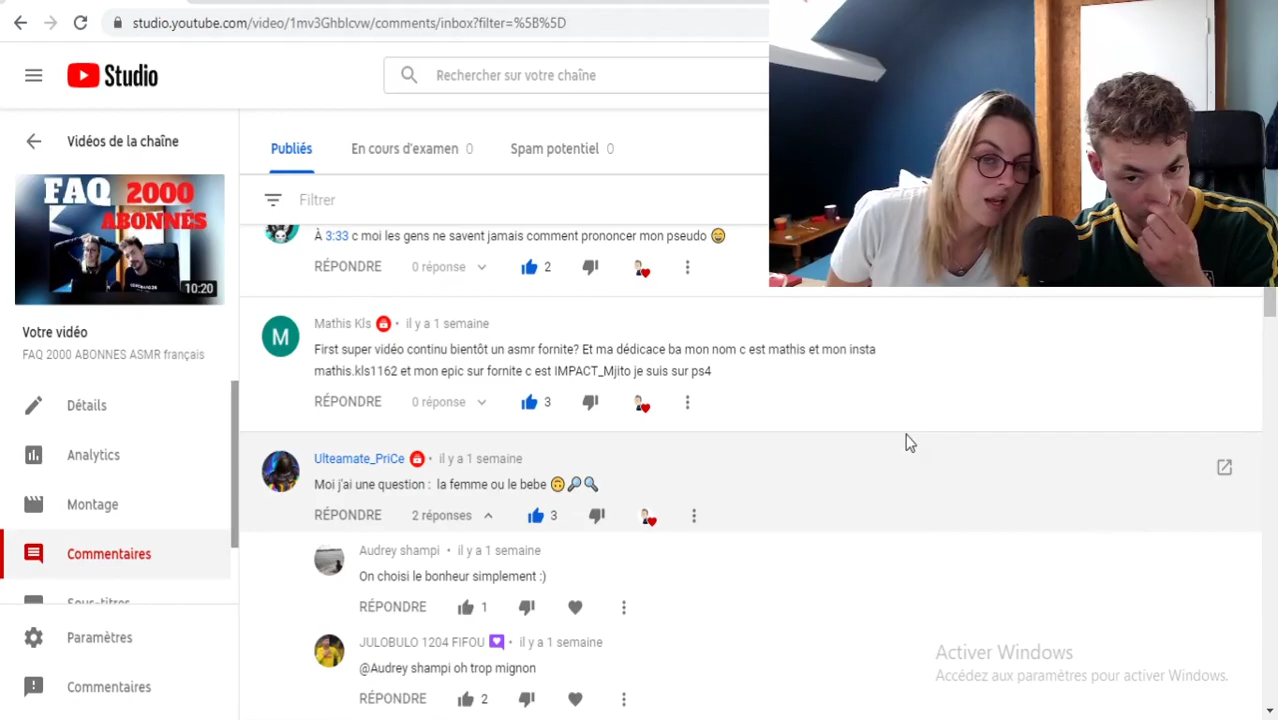 studio.youtube.com/video/1mv3Ghblcvw/comments/inbox?filter=%5B%5D
Studio
Rechercher sur votre chaîne
Vidéos de la chaîne
FAQ 2000
ABONNÉS
10:20
Votre vidéo
FAQ 2000 ABONNES ASMR français
Détails
Analytics
Montage
Commentaires
Sous-titres
Paramètres
Commentaires
Publiés
En cours d'examen 0
Spam potentiel 0
Filtrer
À 3:33 c moi les gens ne savent jamais comment prononcer mon pseudo 😄
RÉPONDRE 0 réponse 2
M
Mathis Kls • il y a 1 semaine
First super vidéo continu bientôt un asmr fornite? Et ma dédicace ba mon nom c est mathis et mon insta
mathis.kls1162 et mon epic sur fornite c est IMPACT_Mjito je suis sur ps4
RÉPONDRE 0 réponse 3
Ulteamate_PriCe • il y a 1 semaine
Moi j'ai une question : la femme ou le bebe 🙃🔎🔍
RÉPONDRE 2 réponses 3
Audrey shampi • il y a 1 semaine
On choisi le bonheur simplement :)
RÉPONDRE 1
JULOBULO 1204 FIFOU • il y a 1 semaine
@Audrey shampi oh trop mignon
RÉPONDRE 2
Activer Windows
Accédez aux paramètres pour activer Windows.